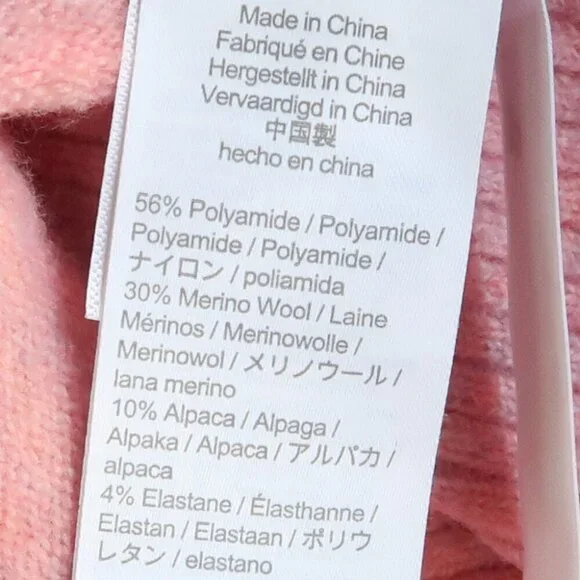 Made in China
Fabriqué en Chine
Hergestellt in China
Vervaardigd in China
中国製
hecho en china
56% Polyamide / Polyamide /
Polyamide / Polyamide /
ナイロン / poliamida
30% Merino Wool / Laine
Mérinos / Merinowolle /
Merinowol / メリノウール /
lana merino
10% Alpaca / Alpaga /
Alpaka / Alpaca / アルパカ /
alpaca
4% Elastane / Élasthanne /
Elastan / Elastaan / ポリウ
レタン / elastano